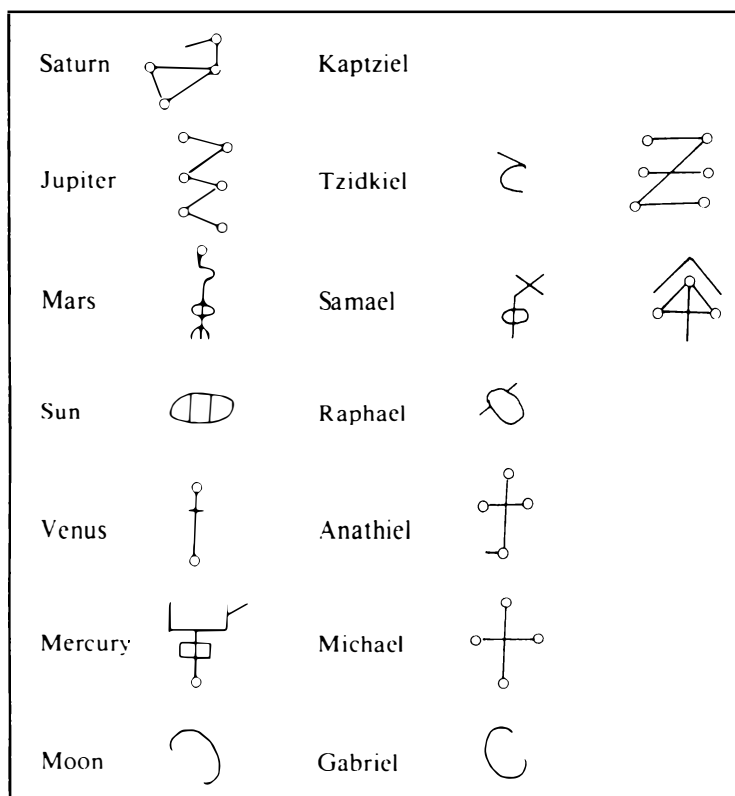 Saturn Kaptziel
Jupiter Tzidkiel
Mars Samael
Sun Raphael
Venus Anathiel
Mercury Michael
Moon Gabriel